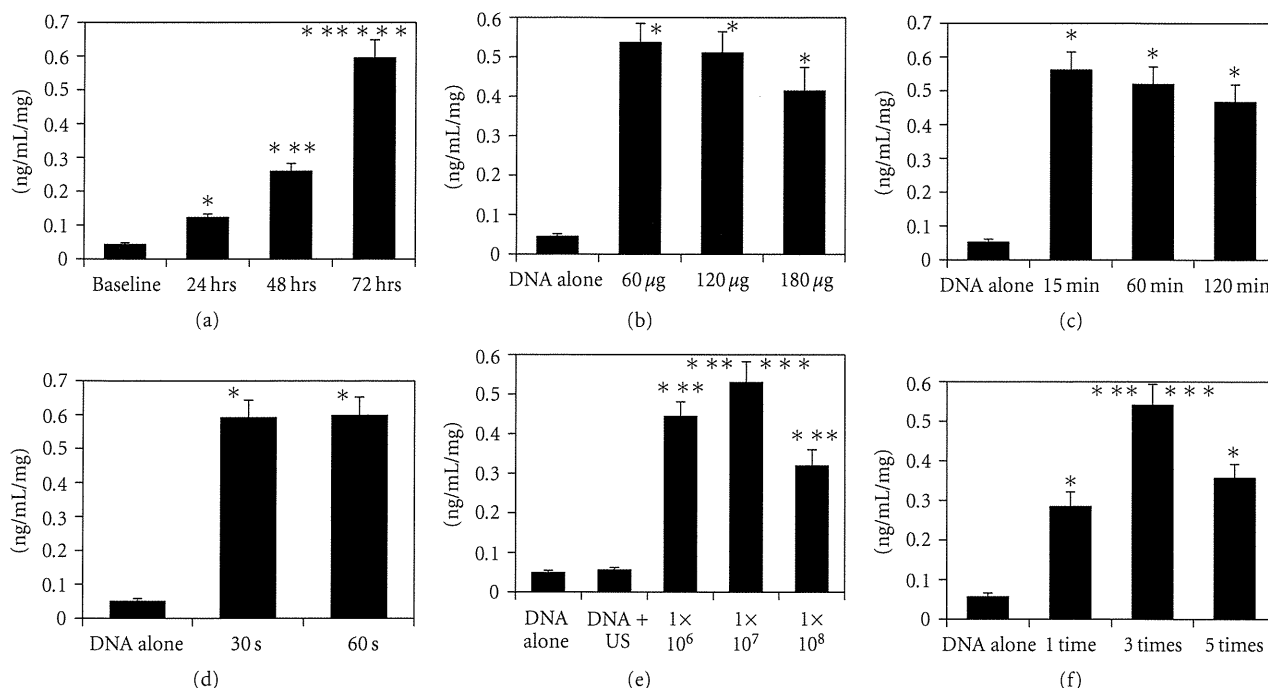 (ng/mL/mg)
0.7
0.6
0.5
0.4
0.3
0.2
0.1
0
*
* * *
* * * * * *
Baseline 24 hrs 48 hrs 72 hrs
(a)
(ng/mL/mg)
0.6
0.5
0.4
0.3
0.2
0.1
0
*
*
*
DNA alone 60 μg 120 μg 180 μg
(b)
(ng/mL/mg)
0.7
0.6
0.5
0.4
0.3
0.2
0.1
0
*
*
*
DNA alone 15 min 60 min 120 min
(c)
(ng/mL/mg)
0.7
0.6
0.5
0.4
0.3
0.2
0.1
0
*
*
DNA alone 30 s 60 s
(d)
(ng/mL/mg)
0.6
0.5
0.4
0.3
0.2
0.1
0
* * *
* * * * * *
* * *
DNA DNA + 1× 1× 1×
alone US 10⁶ 10⁷ 10⁸
(e)
(ng/mL/mg)
0.6
0.5
0.4
0.3
0.2
0.1
0
*
* * * * * *
*
DNA alone 1 time 3 times 5 times
(f)